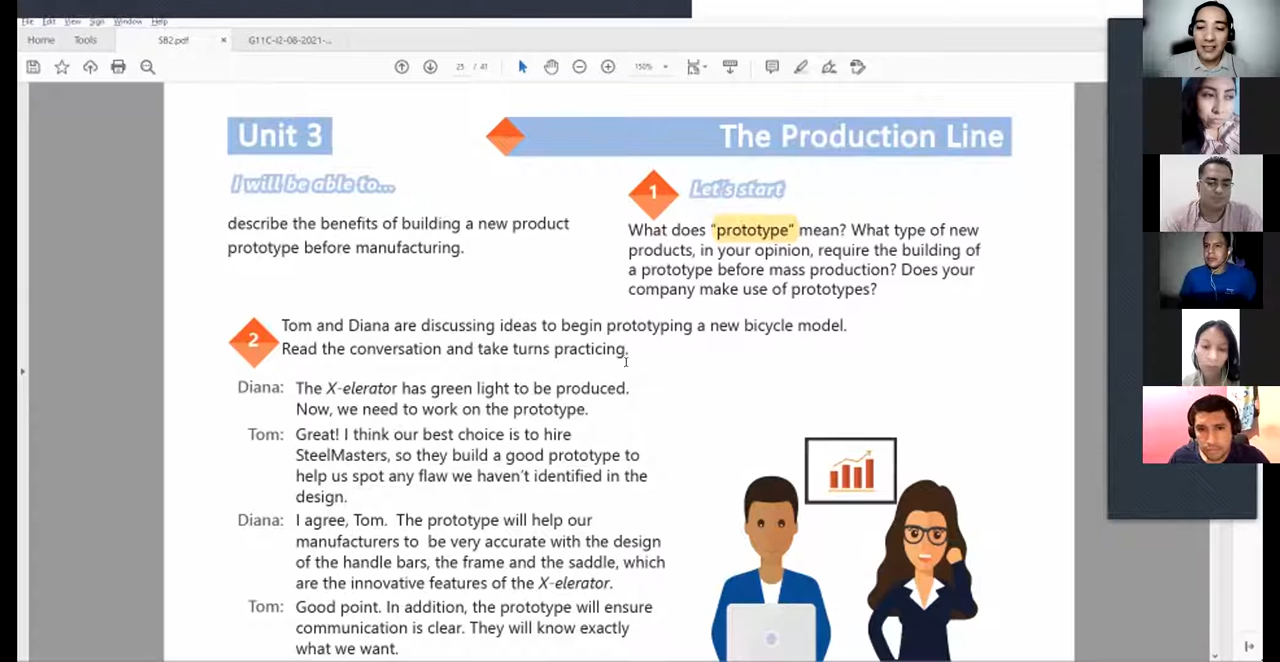 File Edit View Sign Window Help
Home Tools SB2.pdf × G11C-I2-08-2021-...
25 / 41 150%
Unit 3 The Production Line
I will be able to...
describe the benefits of building a new product
prototype before manufacturing.
1 Let's start
What does "prototype" mean? What type of new
products, in your opinion, require the building of
a prototype before mass production? Does your
company make use of prototypes?
2 Tom and Diana are discussing ideas to begin prototyping a new bicycle model.
Read the conversation and take turns practicing.
Diana: The X-elerator has green light to be produced.
Now, we need to work on the prototype.
Tom: Great! I think our best choice is to hire
SteelMasters, so they build a good prototype to
help us spot any flaw we haven't identified in the
design.
Diana: I agree, Tom. The prototype will help our
manufacturers to be very accurate with the design
of the handle bars, the frame and the saddle, which
are the innovative features of the X-elerator.
Tom: Good point. In addition, the prototype will ensure
communication is clear. They will know exactly
what we want.